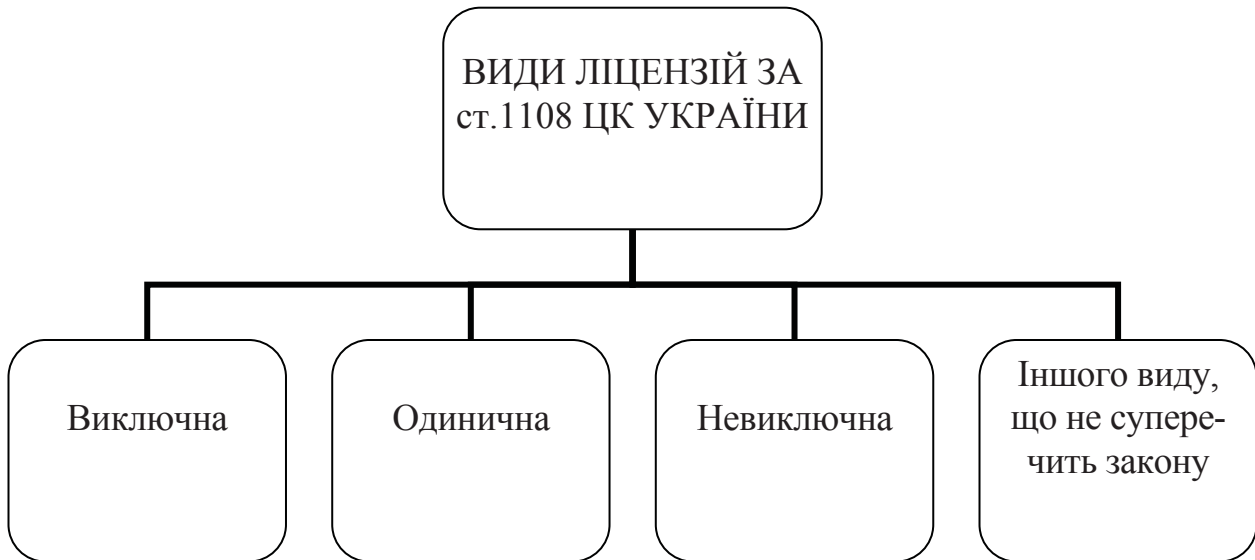 ВИДИ ЛІЦЕНЗІЙ ЗА
ст.1108 ЦК УКРАЇНИ
Виключна
Одинична
Невиключна
Іншого виду,
що не супере-
чить закону